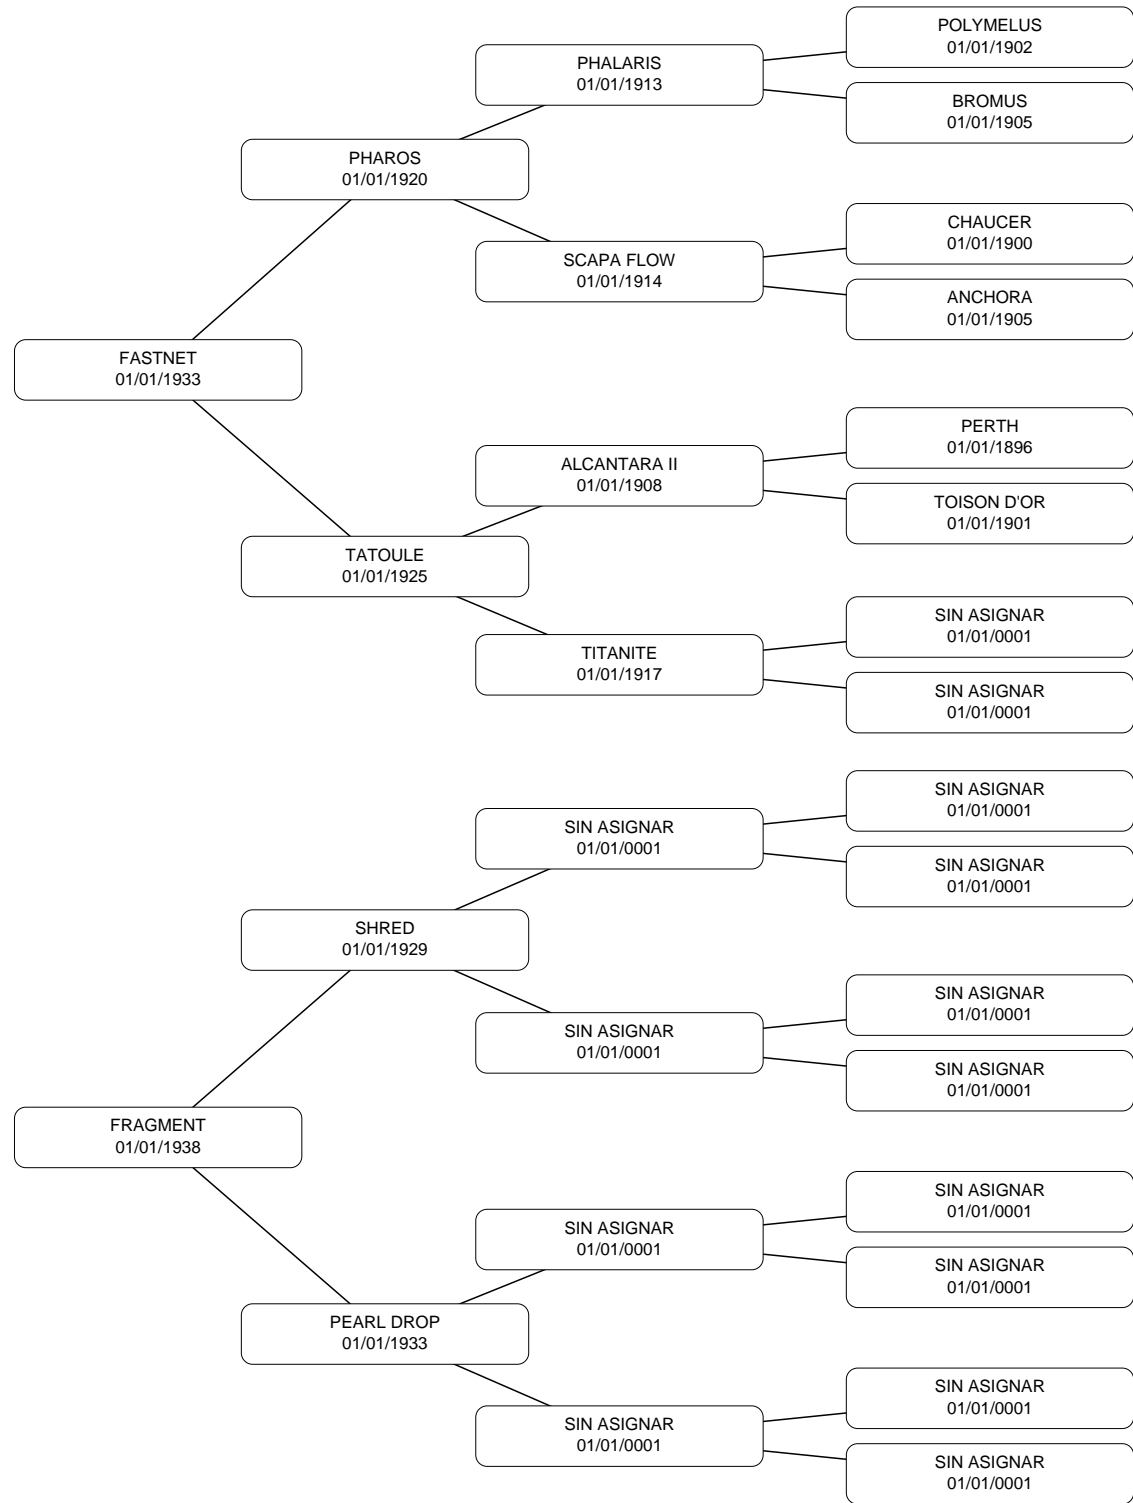 POLYMELUS
01/01/1902
PHALARIS
01/01/1913
BROMUS
01/01/1905
PHAROS
01/01/1920
CHAUCER
01/01/1900
SCAPA FLOW
01/01/1914
ANCHORA
01/01/1905
FASTNET
01/01/1933
PERTH
01/01/1896
ALCANTARA II
01/01/1908
TOISON D'OR
01/01/1901
TATOULE
01/01/1925
SIN ASIGNAR
01/01/0001
TITANITE
01/01/1917
SIN ASIGNAR
01/01/0001
SIN ASIGNAR
01/01/0001
SIN ASIGNAR
01/01/0001
SIN ASIGNAR
01/01/0001
SHRED
01/01/1929
SIN ASIGNAR
01/01/0001
SIN ASIGNAR
01/01/0001
SIN ASIGNAR
01/01/0001
FRAGMENT
01/01/1938
SIN ASIGNAR
01/01/0001
SIN ASIGNAR
01/01/0001
SIN ASIGNAR
01/01/0001
PEARL DROP
01/01/1933
SIN ASIGNAR
01/01/0001
SIN ASIGNAR
01/01/0001
SIN ASIGNAR
01/01/0001